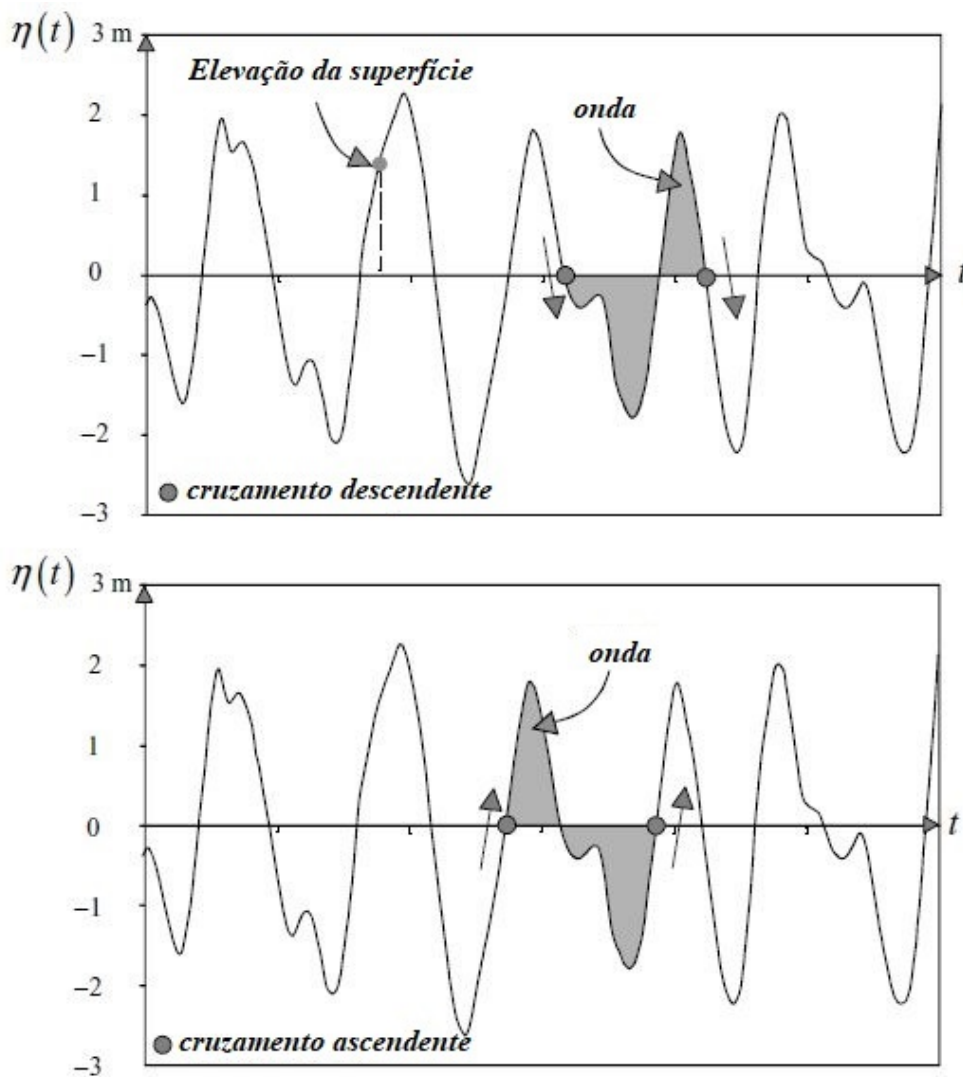 η(t) 3 m
Elevação da superfície
onda
2
1
0
t
−1
−2
cruzamento descendente
−3
η(t) 3 m
onda
2
1
0
t
−1
−2
cruzamento ascendente
−3